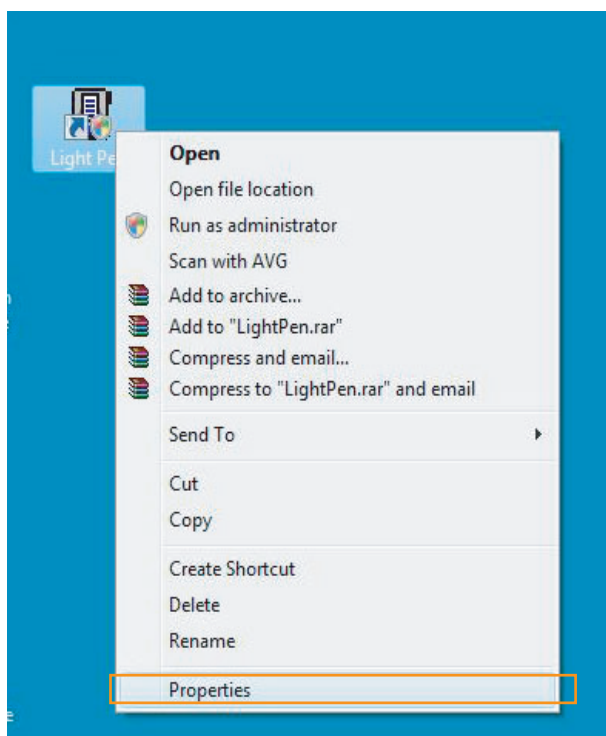 Light Pe
Open
Open file location
Run as administrator
Scan with AVG
Add to archive...
Add to "LightPen.rar"
Compress and email...
Compress to "LightPen.rar" and email
Send To
Cut
Copy
Create Shortcut
Delete
Rename
Properties